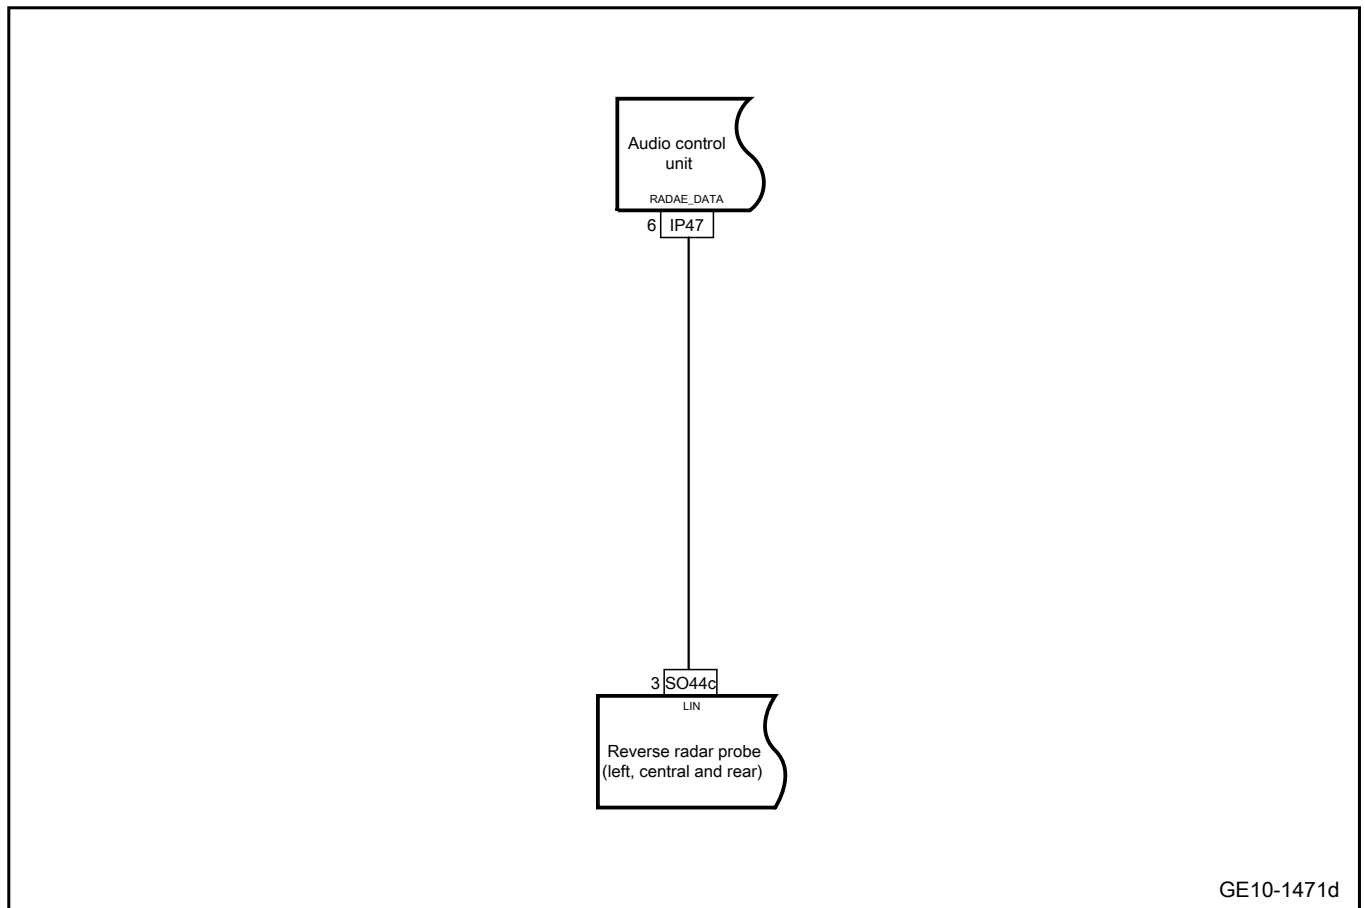 Audio control
unit
RADAE_DATA
6 IP47
3 SO44c
LIN
Reverse radar probe
(left, central and rear)
GE10-1471d